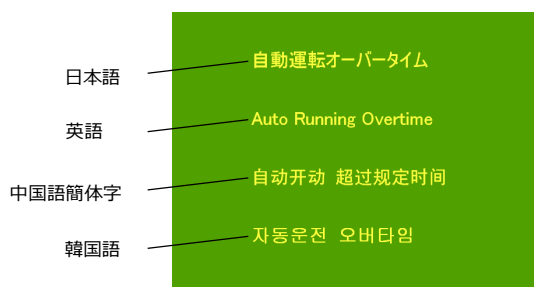 日本語
自動運転オーバータイム
英語
Auto Running Overtime
中国語簡体字
自动开动 超过规定时间
韓国語
자동운전 오버타임